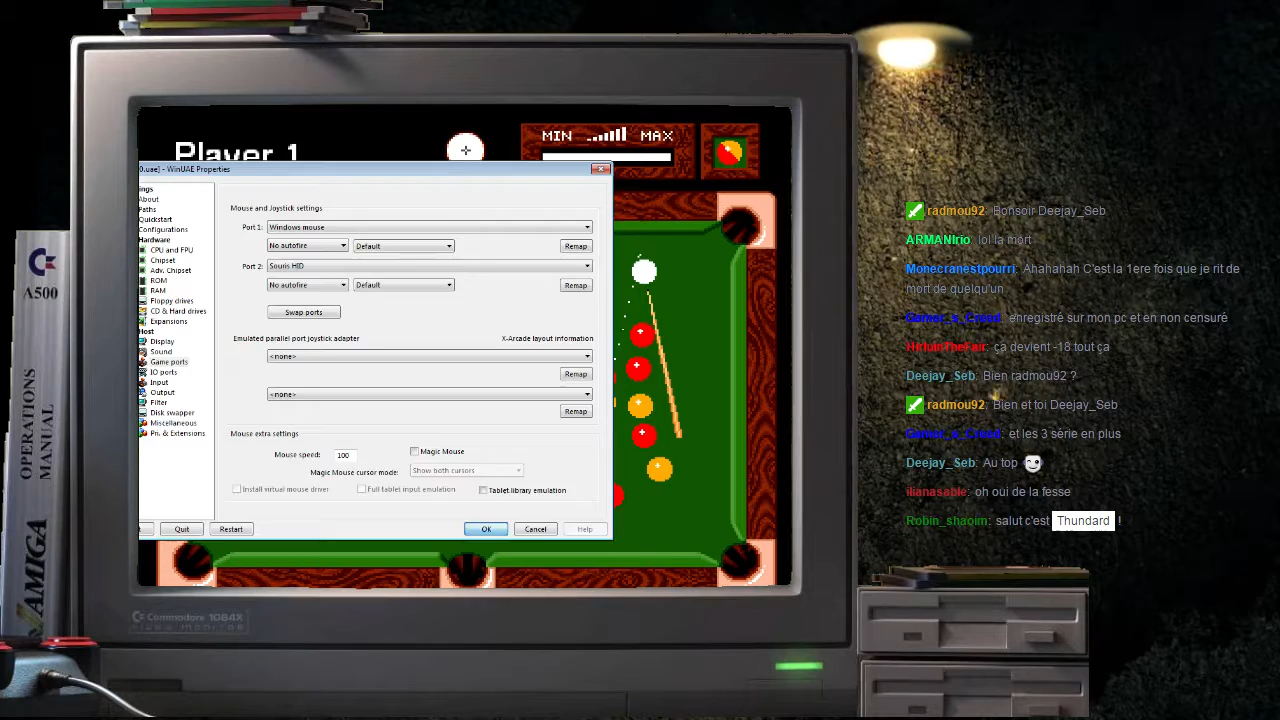 Player 1
MIN MAX
0.uae] - WinUAE Properties
ings
About
Paths
Quickstart
Configurations
Hardware
CPU and FPU
Chipset
Adv. Chipset
ROM
RAM
Floppy drives
CD & Hard drives
Expansions
Host
Display
Sound
Game ports
IO ports
Input
Output
Filter
Disk swapper
Miscellaneous
Pri. & Extensions
Mouse and Joystick settings
Port 1: Windows mouse
No autofire Default Remap
Port 2: Souris HID
No autofire Default Remap
Swap ports
Emulated parallel port joystick adapter X-Arcade layout information
<none>
Remap
<none>
Remap
Mouse extra settings
Mouse speed: 100 Magic Mouse
Magic Mouse cursor mode: Show both cursors
Install virtual mouse driver Full tablet input emulation Tablet.library emulation
Quit Restart OK Cancel Help
A500
OPERATIONS
MANUAL
AMIGA
Commodore 1084X
radmou92: Bonsoir Deejay_Seb
ARMANIrio: lol la mort
Monecranestpourri: Ahahahah C'est la 1ere fois que je rit de
mort de quelqu'un
enregistré sur mon pc et en non censuré
ça devient -18 tout ça
Deejay_Seb: Bien radmou92 ?
radmou92: Bien et toi Deejay_Seb
et les 3 série en plus
Deejay_Seb: Au top
ilianasable: oh oui de la fesse
Robin_shaoim: salut c'est Thundard !